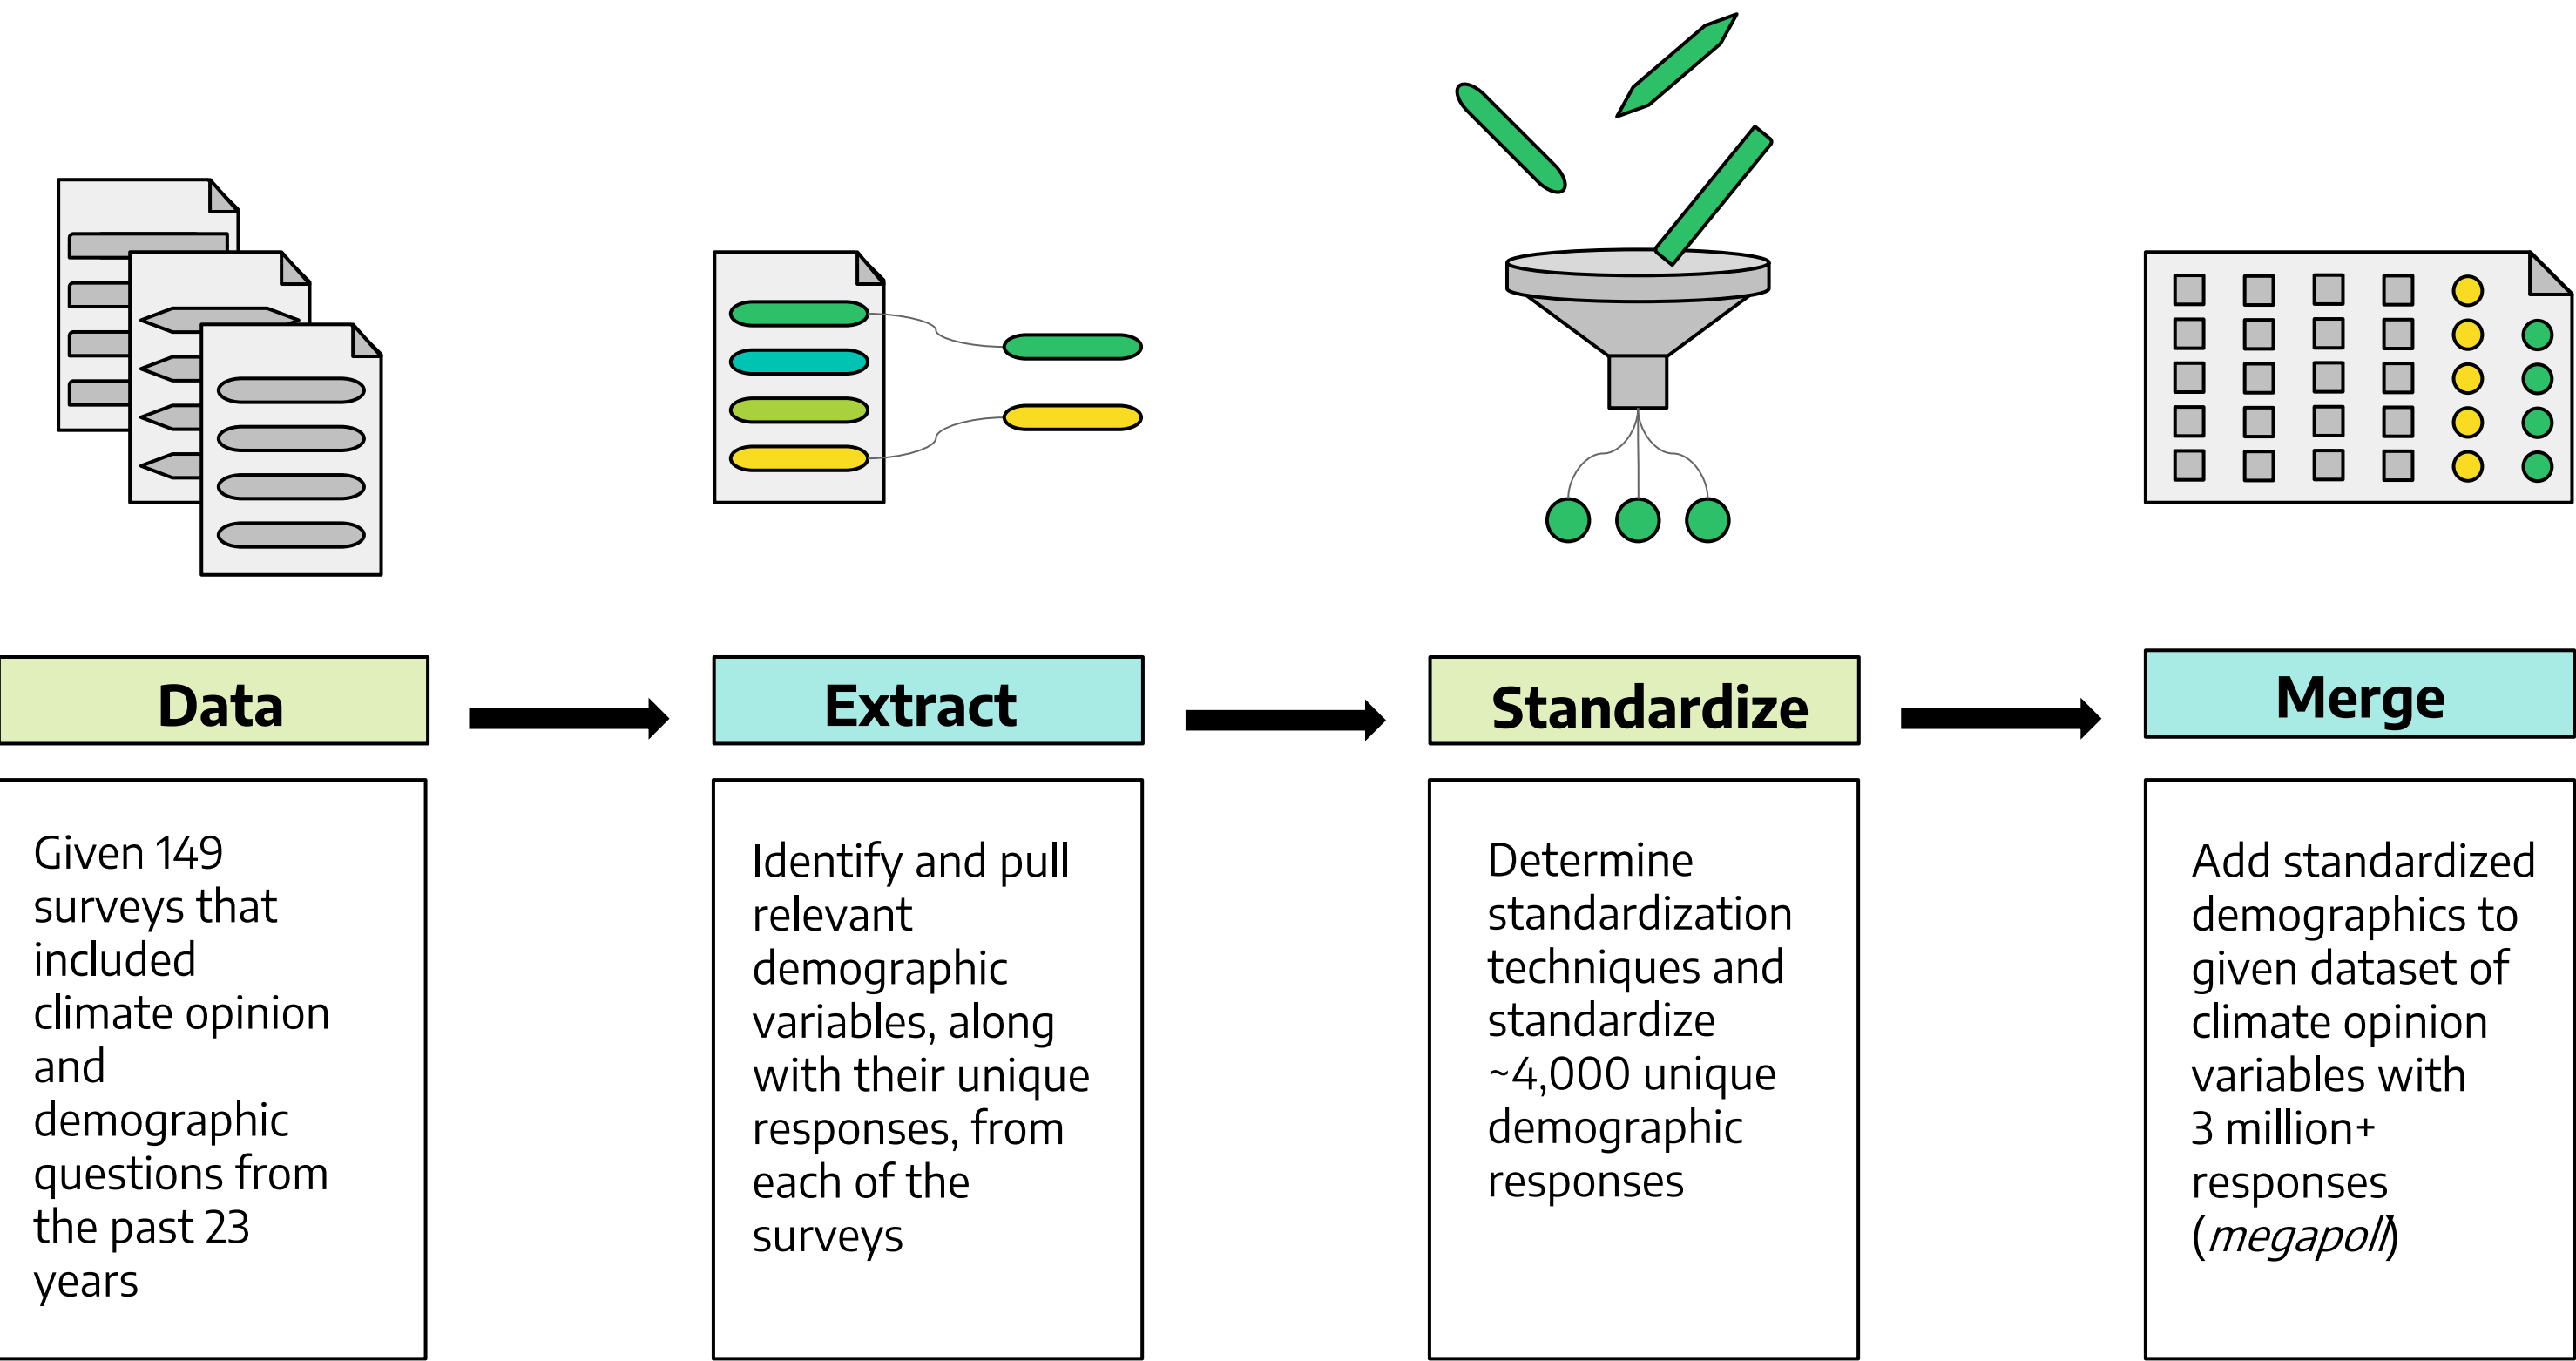 Data
Extract
Standardize
Merge
Given 149
surveys that
included
climate opinion
and
demographic
questions from
the past 23
years
Identify and pull
relevant
demographic
variables, along
with their unique
responses, from
each of the
surveys
Determine
standardization
techniques and
standardize
~4,000 unique
demographic
responses
Add standardized
demographics to
given dataset of
climate opinion
variables with
3 million+
responses
(megapoll)